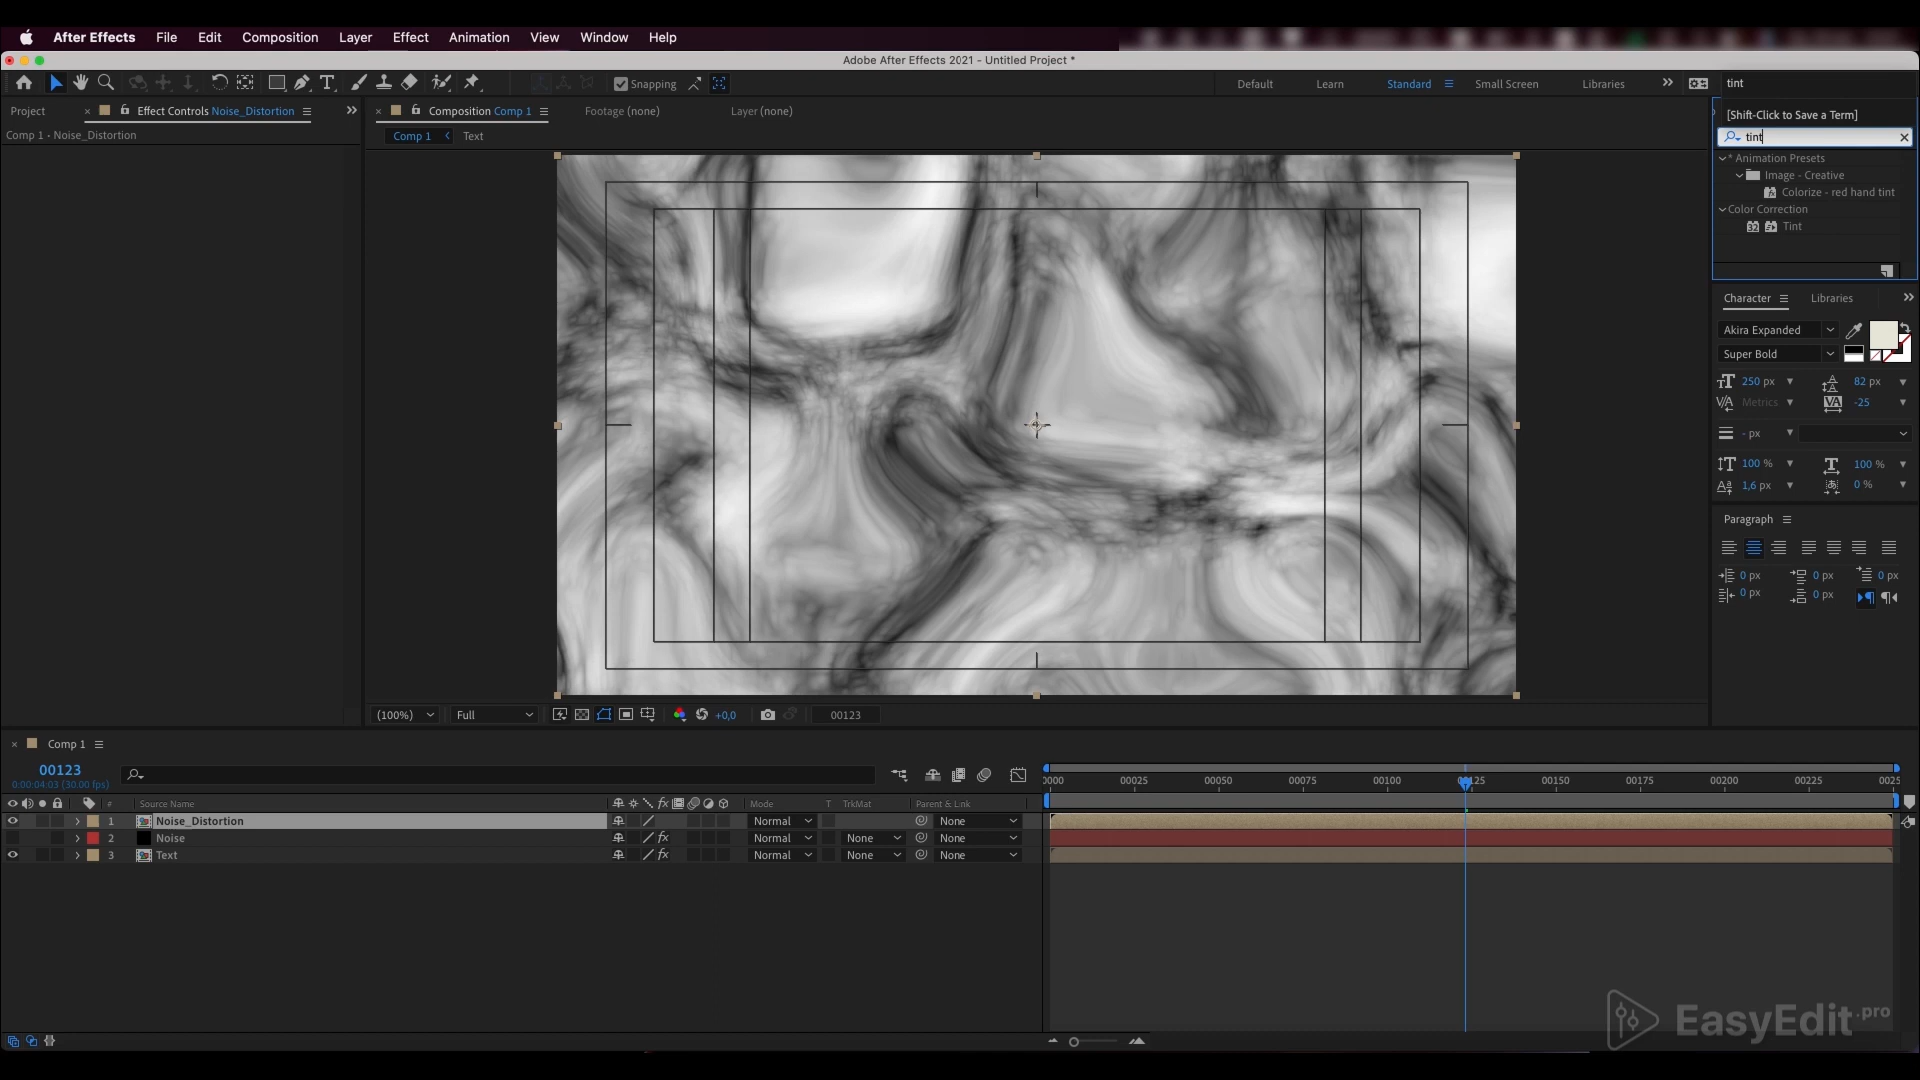 After Effects File Edit Composition Layer Effect Animation View Window Help
Adobe After Effects 2021 - Untitled Project *
Snapping Default Learn Standard Small Screen Libraries tint
Project Effect Controls Noise_Distortion Composition Comp 1 Footage (none) Layer (none) [Shift-Click to Save a Term]
Comp 1 • Noise_Distortion Comp 1 Text tint
* Animation Presets
Image - Creative
Colorize - red hand tint
Color Correction
32 Tint
Character Libraries
Akira Expanded
Super Bold
250 px 82 px
Metrics -25
- px
100 % 100 %
1,6 px 0 %
Paragraph
0 px 0 px 0 px
0 px 0 px
(100%) Full +0,0 00123
Comp 1
00123
0:00:04:03 (30.00 fps)
0000 00025 00050 00075 00100 00125 00150 00175 00200 00225 0025
# Source Name Mode T TrkMat Parent & Link
1 Noise_Distortion Normal None
2 Noise fx Normal None None
3 Text fx Normal None None
EasyEdit.pro